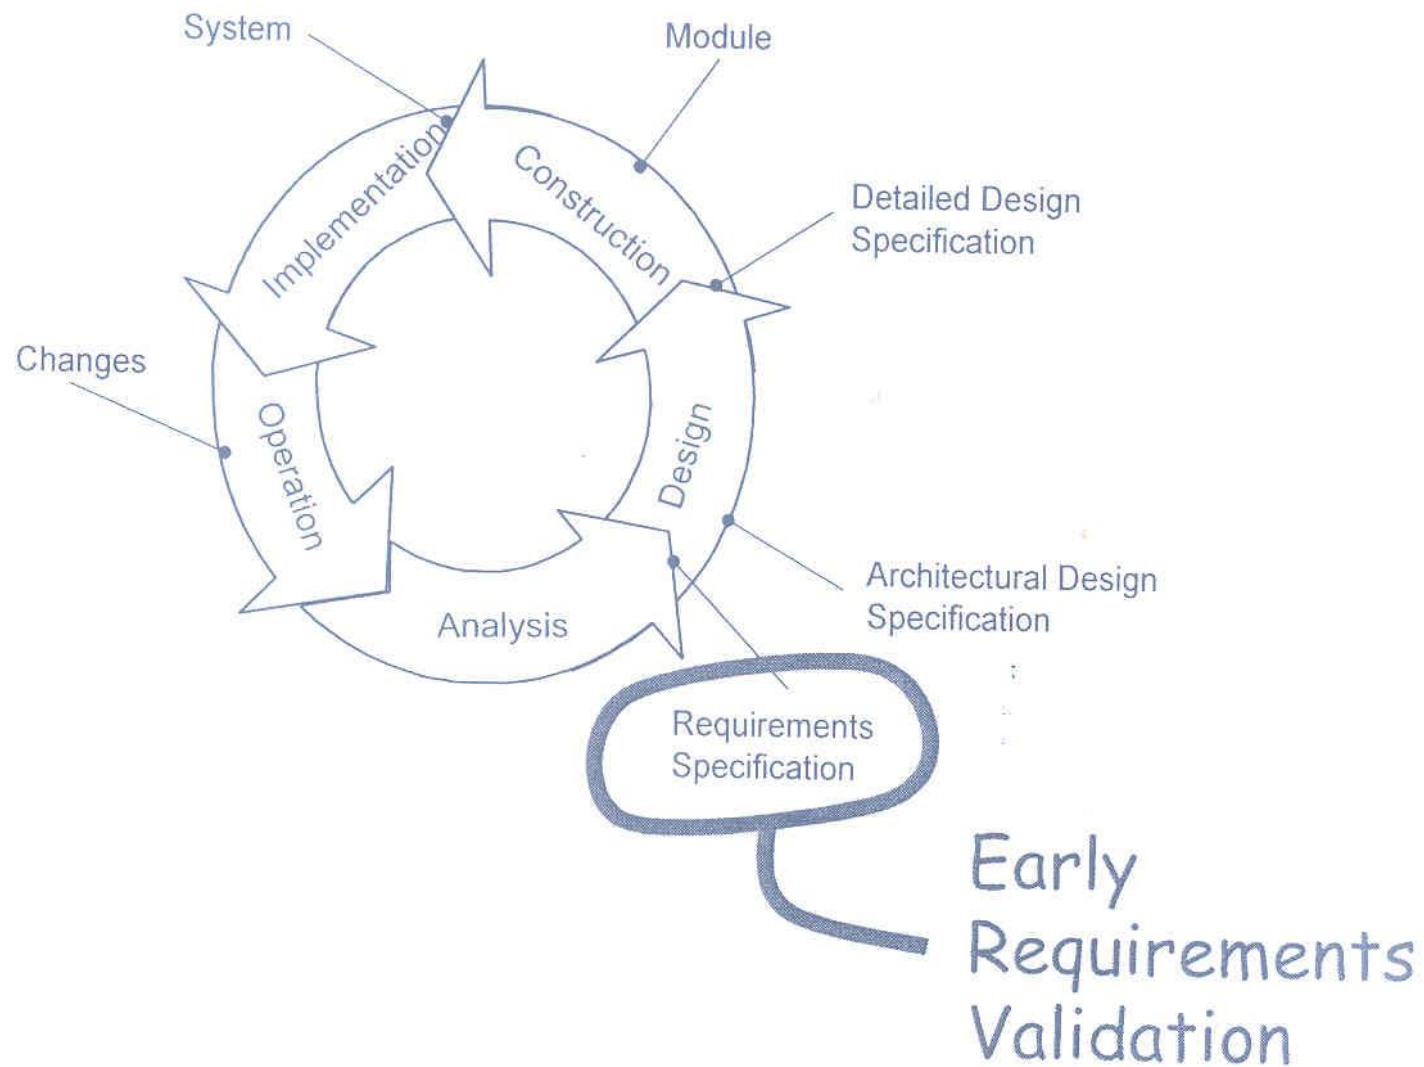 System
Module
Implementation
Construction
Detailed Design
Specification
Changes
Operation
Design
Architectural Design
Specification
Analysis
Requirements
Specification
Early
Requirements
Validation